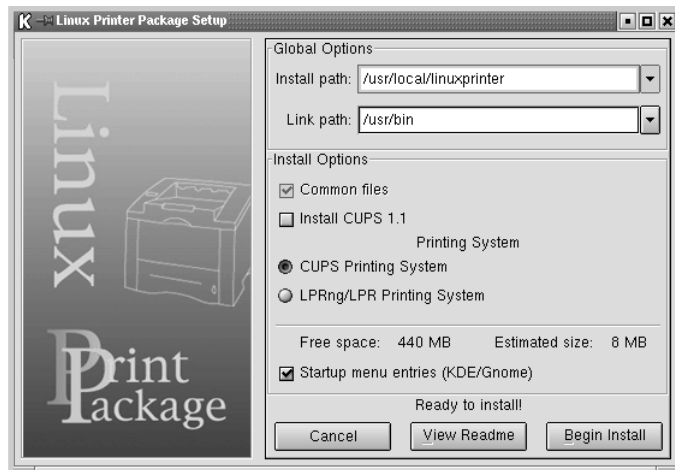 Linux Printer Package Setup
Linux
Print
Package
Global Options
Install path: /usr/local/linuxprinter
Link path: /usr/bin
Install Options
Common files
Install CUPS 1.1
Printing System
CUPS Printing System
LPRng/LPR Printing System
Free space: 440 MB Estimated size: 8 MB
Startup menu entries (KDE/Gnome)
Ready to install!
Cancel View Readme Begin Install